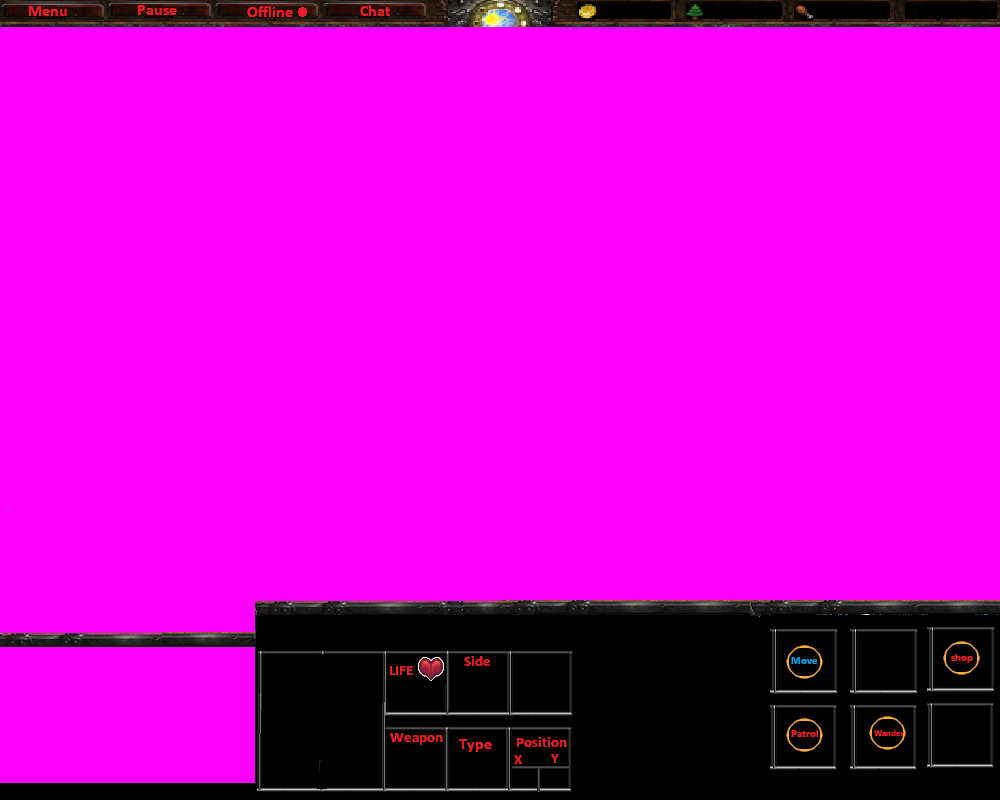 Menu
Pause
Offline
Chat
LIFE
Side
Weapon
Type
Position
X Y
Move
shop
Patrol
Wander